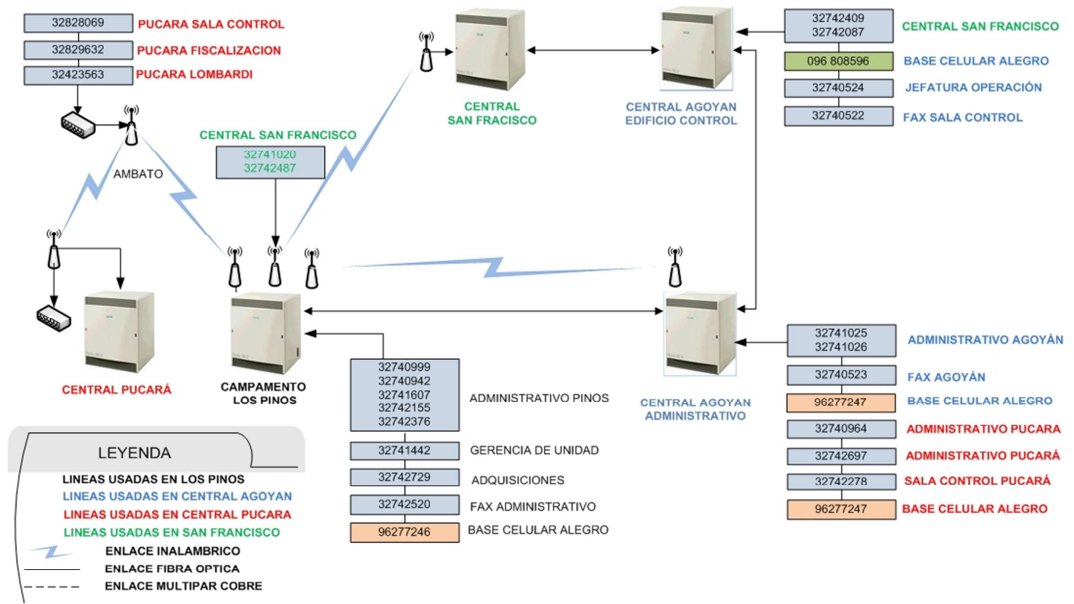 32828069
PUCARA SALA CONTROL
32829632
PUCARA FISCALIZACION
32423563
PUCARA LOMBARDI
AMBATO
CENTRAL SAN FRANCISCO
32741020
32742487
CENTRAL
SAN FRACISCO
CENTRAL AGOYAN
EDIFICIO CONTROL
32742409
32742087
CENTRAL SAN FRANCISCO
096 808596
BASE CELULAR ALEGRO
32740524
JEFATURA OPERACIÓN
32740522
FAX SALA CONTROL
CENTRAL PUCARÁ
CAMPAMENTO
LOS PINOS
CENTRAL AGOYAN
ADMINISTRATIVO
32740999
32740942
32741607
32742155
32742376
ADMINISTRATIVO PINOS
32741442
GERENCIA DE UNIDAD
32742729
ADQUISICIONES
32742520
FAX ADMINISTRATIVO
96277246
BASE CELULAR ALEGRO
32741025
32741026
ADMINISTRATIVO AGOYÁN
32740523
FAX AGOYÁN
96277247
BASE CELULAR ALEGRO
32740964
ADMINISTRATIVO PUCARA
32742697
ADMINISTRATIVO PUCARÁ
32742278
SALA CONTROL PUCARÁ
96277247
BASE CELULAR ALEGRO
LEYENDA
LINEAS USADAS EN LOS PINOS
LINEAS USADAS EN CENTRAL AGOYAN
LINEAS USADAS EN CENTRAL PUCARA
LINEAS USADAS EN SAN FRANCISCO
ENLACE INALAMBRICO
ENLACE FIBRA OPTICA
ENLACE MULTIPAR COBRE